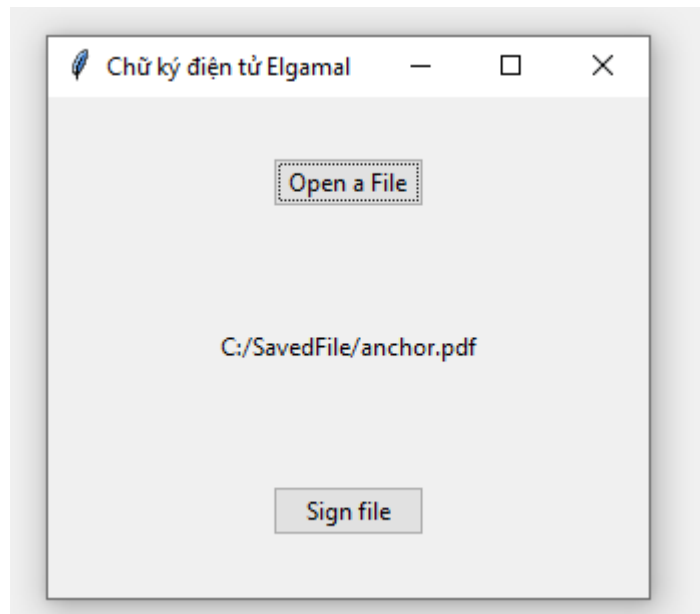 Chữ ký điện tử Elgamal
Open a File
C:/SavedFile/anchor.pdf
Sign file